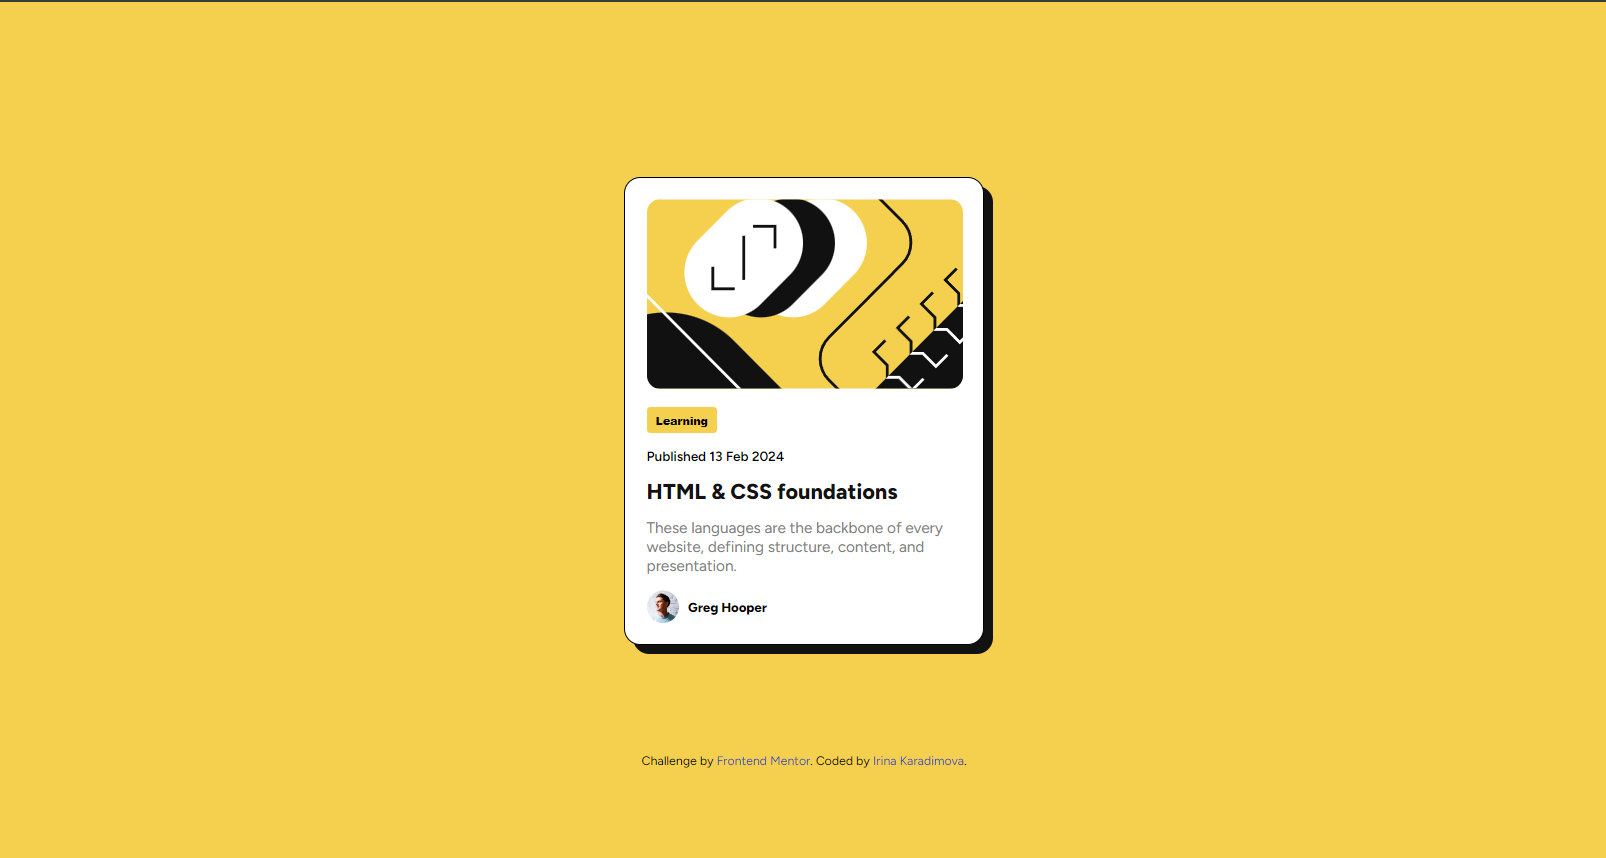 Learning
Published 13 Feb 2024
HTML & CSS foundations
These languages are the backbone of every
website, defining structure, content, and
presentation.
Greg Hooper
Challenge by Frontend Mentor. Coded by Irina Karadimova.